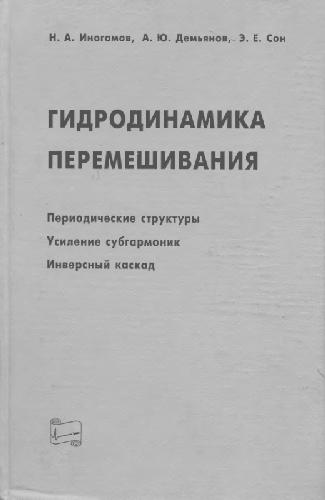 Н. А. Иногамов, А. Ю. Демьянов, Э. Е. Сон
ГИДРОДИНАМИКА
ПЕРЕМЕШИВАНИЯ
Периодические структуры
Усиление субгармоник
Инверсный каскад